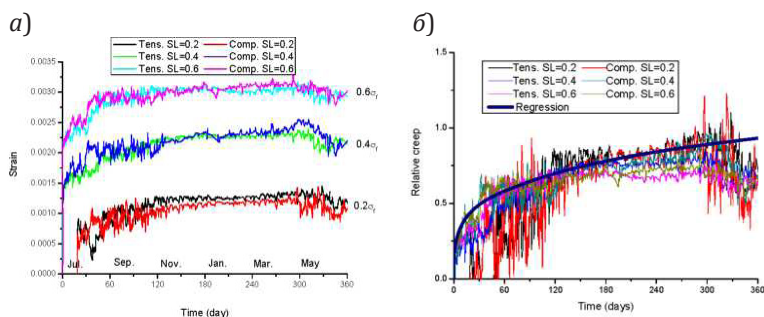 а)
Tens. SL=0.2 Comp. SL=0.2
Tens. SL=0.4 Comp. SL=0.4
Tens. SL=0.6 Comp. SL=0.6
0.0035
0.0030
0.0025
0.0020
0.0015
0.0010
0.0005
0.0000
Strain
0.6σr
0.4σr
0.2σr
Jul. Sep. Nov. Jan. Mar. May
0 60 120 180 240 300 360
Time (day)
б)
Tens. SL=0.2 Comp. SL=0.2
Tens. SL=0.4 Comp. SL=0.4
Tens. SL=0.6 Comp. SL=0.6
Regression
1.5
1.0
0.5
0.0
Relative creep
0 60 120 180 240 300 360
Time (days)